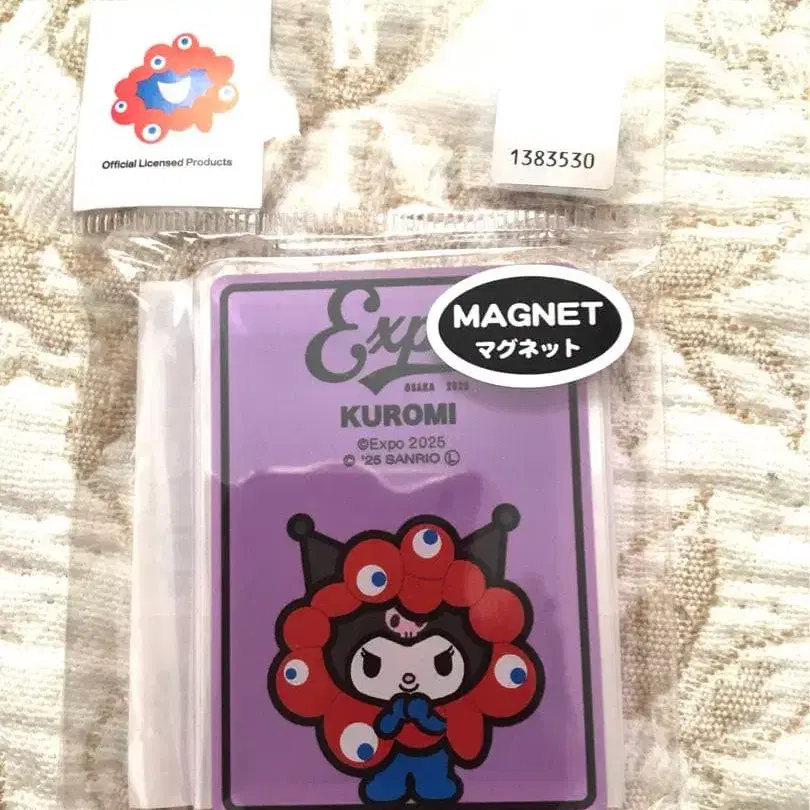 Official Licensed Products
1383530
MAGNET
マグネット
Expo
OSAKA 2025
KUROMI
©Expo 2025
© '25 SANRIO Ⓛ